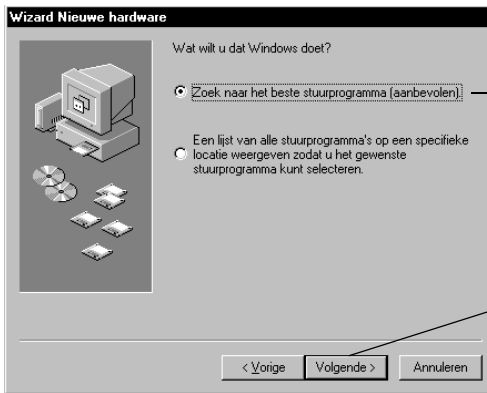 Wizard Nieuwe hardware
Wat wilt u dat Windows doet?
Zoek naar het beste stuurprogramma (aanbevolen).
Een lijst van alle stuurprogramma's op een specifieke
locatie weergeven zodat u het gewenste
stuurprogramma kunt selecteren.
< Vorige Volgende > Annuleren